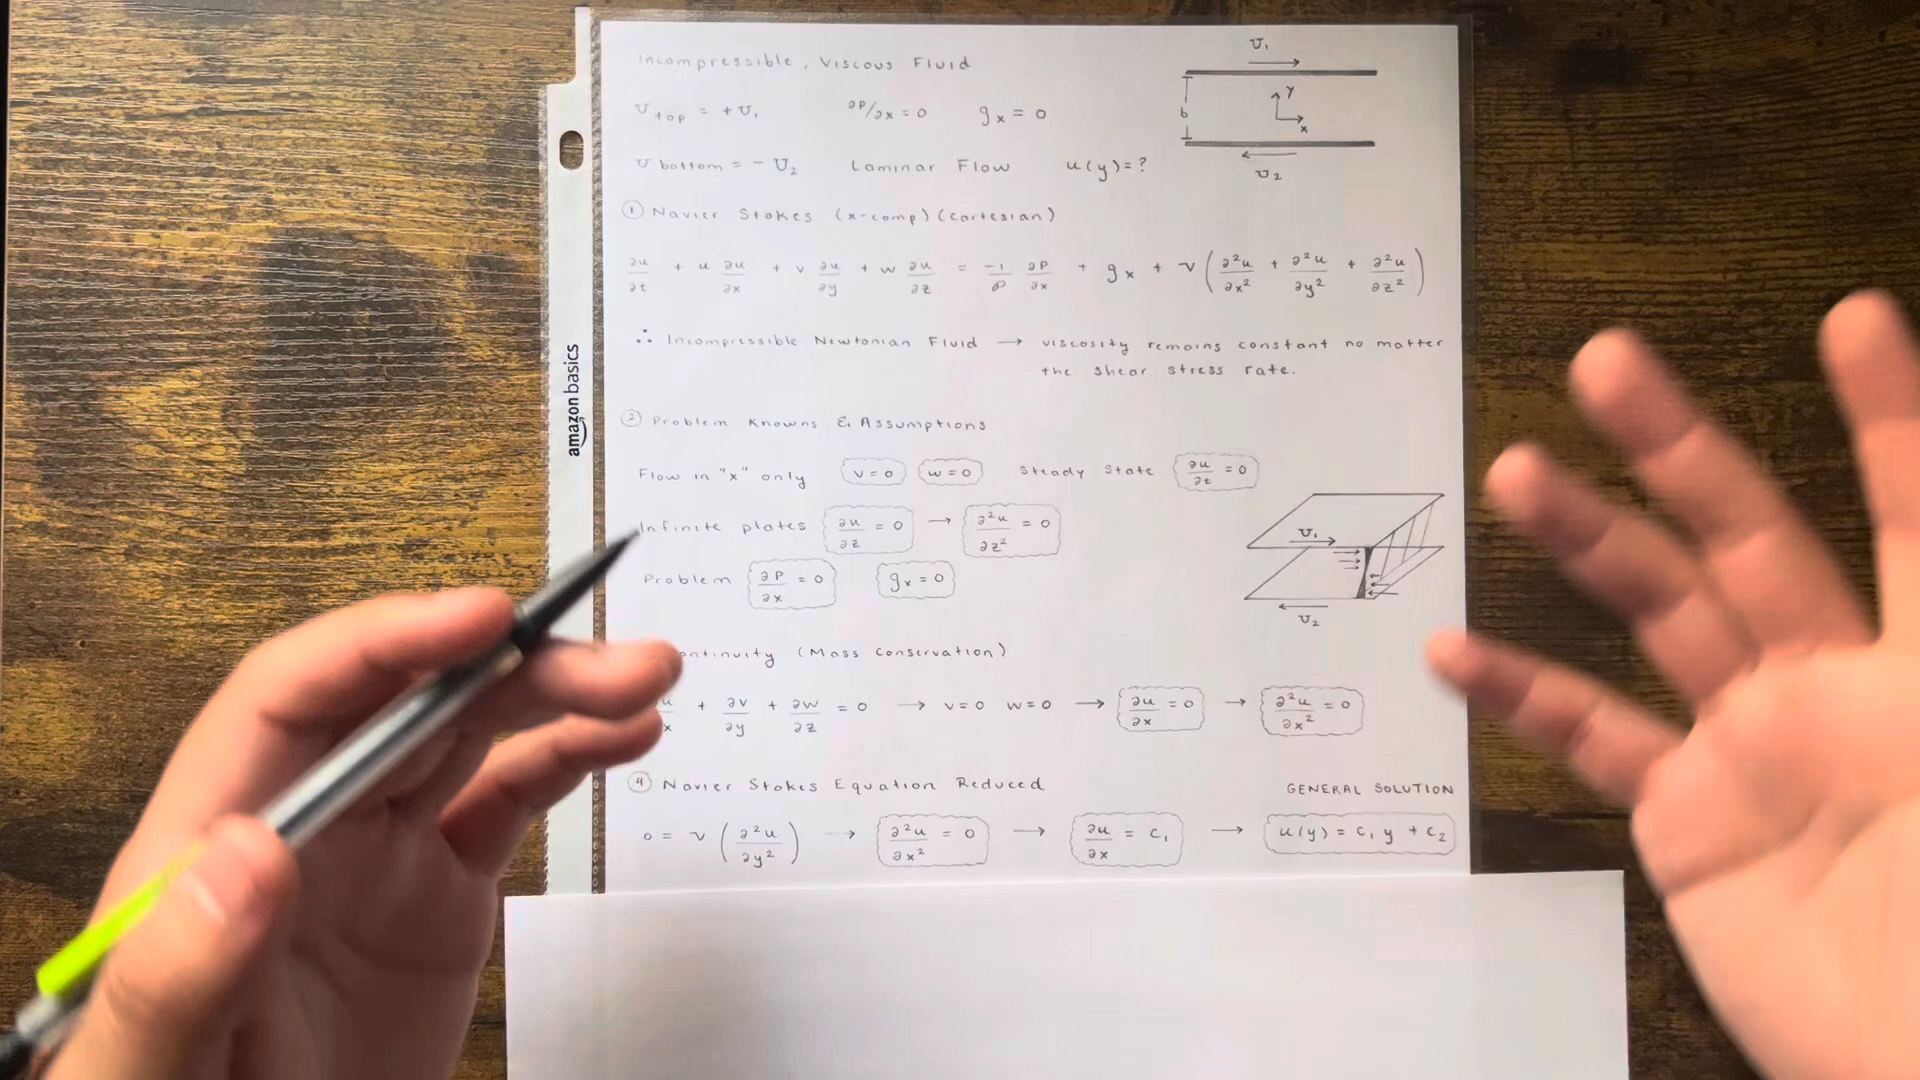 Incompressible, Viscous Fluid
U top = +U₁ ∂P/∂x = 0 gx = 0
U bottom = - U₂ Laminar Flow u(y)=?
U₁
b
y
x
U₂
① Navier Stokes (x-comp)(cartesian)
∂u/∂t + u ∂u/∂x + v ∂u/∂y + w ∂u/∂z = -1/ρ ∂P/∂x + gx + ν(∂²u/∂x² + ∂²u/∂y² + ∂²u/∂z²)
∴ Incompressible Newtonian Fluid → viscosity remains constant no matter
the shear stress rate.
② Problem Knowns & Assumptions
Flow in "x" only v=0 w=0 Steady State ∂u/∂t = 0
Infinite plates ∂u/∂z = 0 → ∂²u/∂z² = 0
Problem ∂P/∂x = 0 gx = 0
U₁
U₂
ontinuity (Mass Conservation)
+ ∂v/∂y + ∂w/∂z = 0 → v=0 w=0 → ∂u/∂x = 0 → ∂²u/∂x² = 0
④ Navier Stokes Equation Reduced
GENERAL SOLUTION
0 = ν(∂²u/∂y²) → ∂²u/∂x² = 0 → ∂u/∂x = C₁ → u(y) = C₁y + C₂
amazon basics